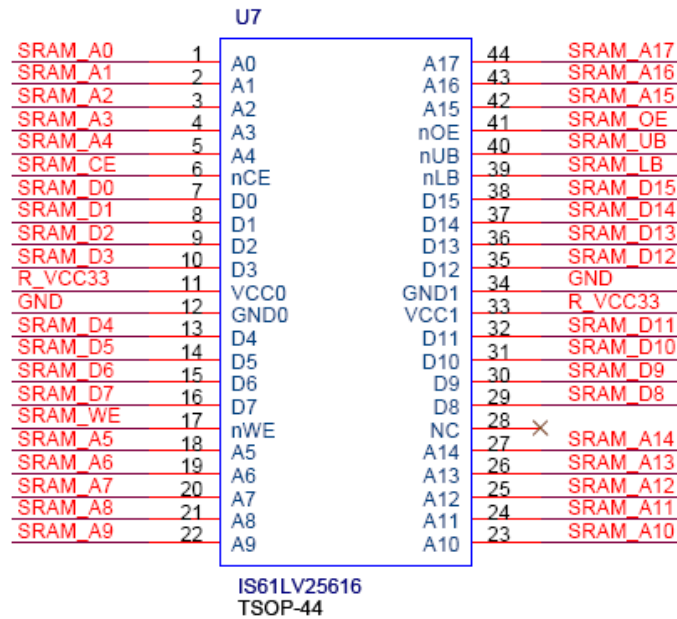 U7
SRAM_A0 1 A0 A17 44 SRAM_A17
SRAM_A1 2 A1 A16 43 SRAM_A16
SRAM_A2 3 A2 A15 42 SRAM_A15
SRAM_A3 4 A3 nOE 41 SRAM_OE
SRAM_A4 5 A4 nUB 40 SRAM_UB
SRAM_CE 6 nCE nLB 39 SRAM_LB
SRAM_D0 7 D0 D15 38 SRAM_D15
SRAM_D1 8 D1 D14 37 SRAM_D14
SRAM_D2 9 D2 D13 36 SRAM_D13
SRAM_D3 10 D3 D12 35 SRAM_D12
R_VCC33 11 VCC0 GND1 34 GND
GND 12 GND0 VCC1 33 R_VCC33
SRAM_D4 13 D4 D11 32 SRAM_D11
SRAM_D5 14 D5 D10 31 SRAM_D10
SRAM_D6 15 D6 D9 30 SRAM_D9
SRAM_D7 16 D7 D8 29 SRAM_D8
SRAM_WE 17 nWE NC 28
SRAM_A5 18 A5 A14 27 SRAM_A14
SRAM_A6 19 A6 A13 26 SRAM_A13
SRAM_A7 20 A7 A12 25 SRAM_A12
SRAM_A8 21 A8 A11 24 SRAM_A11
SRAM_A9 22 A9 A10 23 SRAM_A10
IS61LV25616
TSOP-44